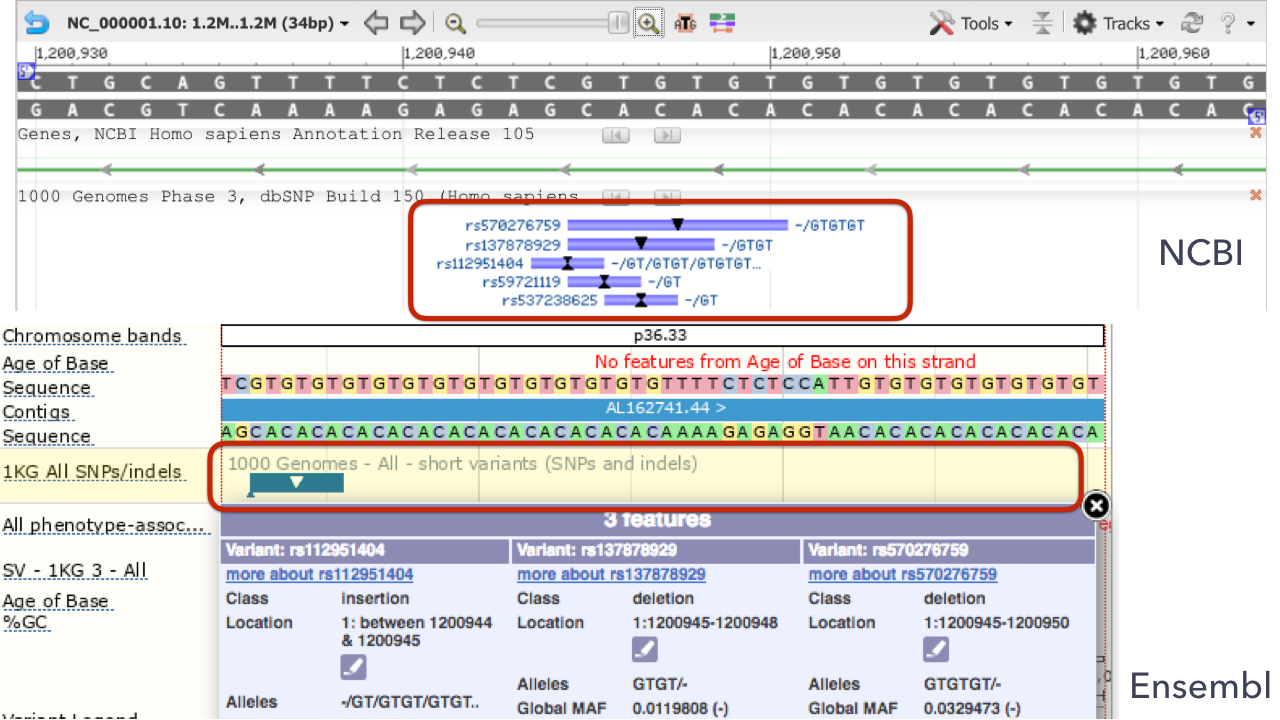 NC_000001.10: 1.2M..1.2M (34bp)
ATG
Tools
Tracks
?
1,200,930
1,200,940
1,200,950
1,200,960
5'
C T G C A G T T T T C T C T C G T G T G T G T G T G T G T G T G T G
G A C G T C A A A A G A G A G C A C A C A C A C A C A C A C A C A C
5'
Genes, NCBI Homo sapiens Annotation Release 105
1000 Genomes Phase 3, dbSNP Build 150 (Homo sapiens
rs570276759 -/GTGTGT
rs137878929 -/GTGT
rs112951404 -/GT/GTGT/GTGTGT…
rs59721119 -/GT
rs537238625 -/GT
NCBI
Chromosome bands p36.33
Age of Base No features from Age of Base on this strand
Sequence TCGTGTGTGTGTGTGTGTGTGTGTGTGTGTTTTCTCTCCATTGTGTGTGTGTGTGTGT
Contigs AL162741.44 >
Sequence AGCACACACACACACACACACACACACACAAAAGAGAGGTAACACACACACACACACA
1000 Genomes - All - short variants (SNPs and indels)
1KG All SNPs/indels
All phenotype-assoc...
SV - 1KG 3 - All
Age of Base
%GC
Variant Legend
3 features
Variant: rs112951404
more about rs112951404
Class insertion
Location 1: between 1200944
& 1200945
Alleles -/GT/GTGT/GTGT..
Variant: rs137878929
more about rs137878929
Class deletion
Location 1:1200945-1200948
Alleles GTGT/-
Global MAF 0.0119808 (-)
Variant: rs570276759
more about rs570276759
Class deletion
Location 1:1200945-1200950
Alleles GTGTGT/-
Global MAF 0.0329473 (-)
Ensembl